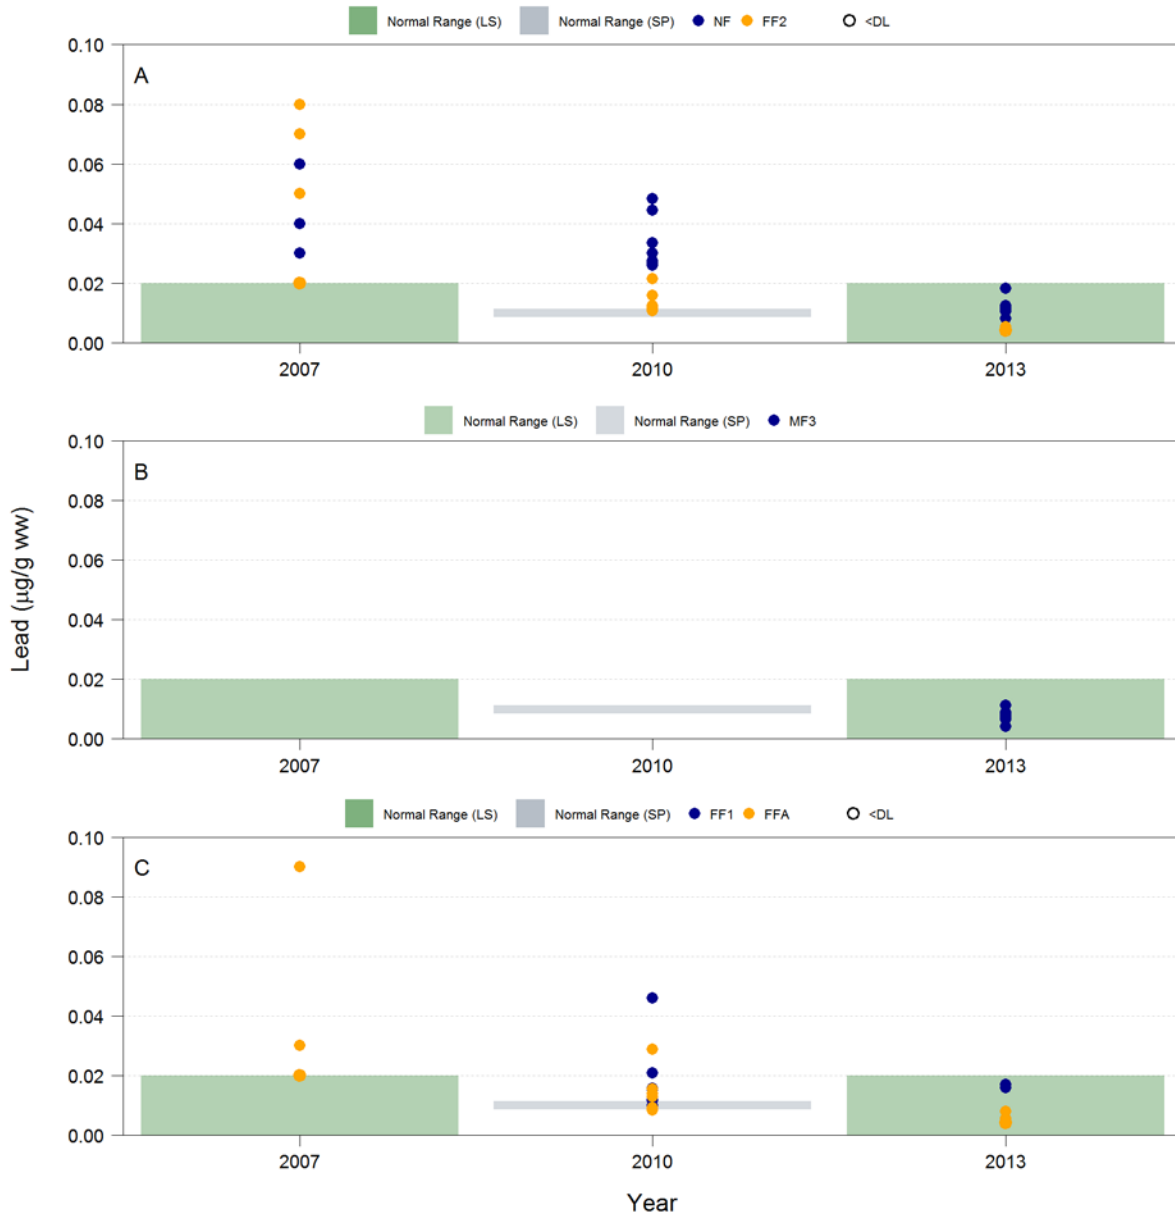 Normal Range (LS) Normal Range (SP) NF FF2 <DL
0.10
A
0.08
0.06
0.04
0.02
0.00
2007 2010 2013
Normal Range (LS) Normal Range (SP) MF3
0.10
B
0.08
0.06
0.04
0.02
0.00
2007 2010 2013
Lead (µg/g ww)
Normal Range (LS) Normal Range (SP) FF1 FFA <DL
0.10
C
0.08
0.06
0.04
0.02
0.00
2007 2010 2013
Year